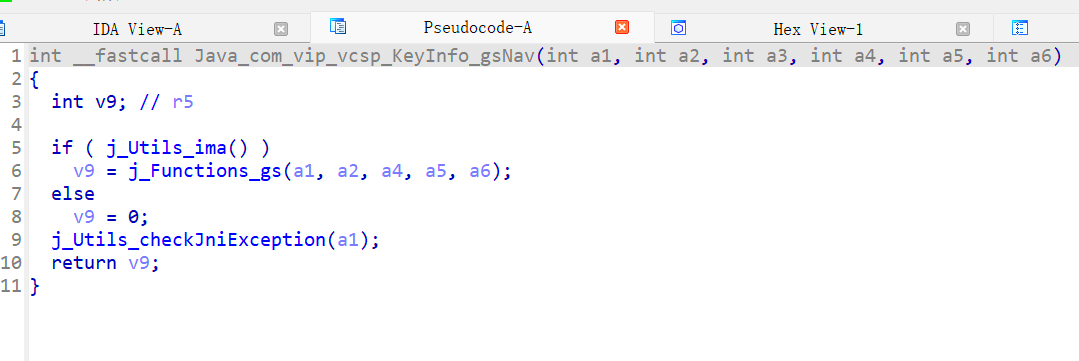 IDA View-A Pseudocode-A Hex View-1
1 int __fastcall Java_com_vip_vcsp_KeyInfo_gsNav(int a1, int a2, int a3, int a4, int a5, int a6)
2 {
3 int v9; // r5
4
5 if ( j_Utils_ima() )
6 v9 = j_Functions_gs(a1, a2, a4, a5, a6);
7 else
8 v9 = 0;
9 j_Utils_checkJniException(a1);
10 return v9;
11 }